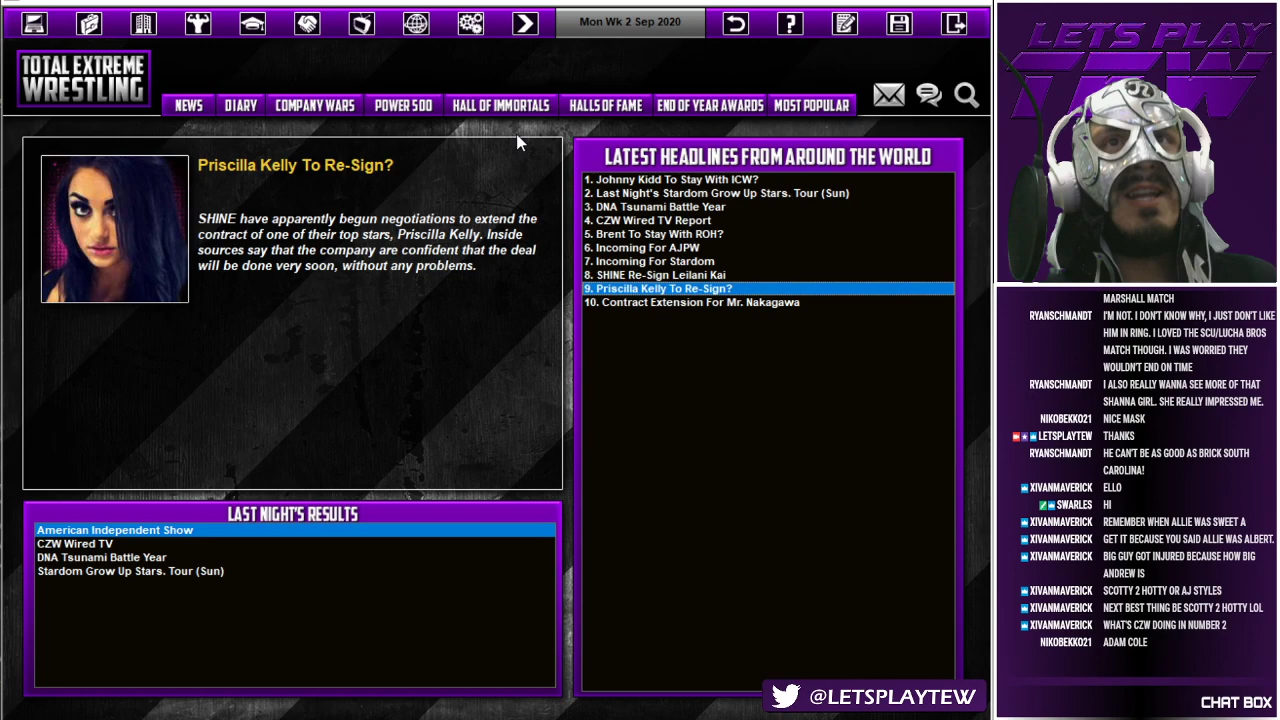 Mon Wk 2 Sep 2020
LETS PLAY
TEW
TOTAL EXTREME
WRESTLING
NEWS
DIARY
COMPANY WARS
POWER 500
HALL OF IMMORTALS
HALLS OF FAME
END OF YEAR AWARDS
MOST POPULAR
Priscilla Kelly To Re-Sign?
SHINE have apparently begun negotiations to extend the
contract of one of their top stars, Priscilla Kelly. Inside
sources say that the company are confident that the deal
will be done very soon, without any problems.
LATEST HEADLINES FROM AROUND THE WORLD
1. Johnny Kidd To Stay With ICW?
2. Last Night's Stardom Grow Up Stars. Tour (Sun)
3. DNA Tsunami Battle Year
4. CZW Wired TV Report
5. Brent To Stay With ROH?
6. Incoming For AJPW
7. Incoming For Stardom
8. SHINE Re-Sign Leilani Kai
9. Priscilla Kelly To Re-Sign?
10. Contract Extension For Mr. Nakagawa
LAST NIGHT'S RESULTS
American Independent Show
CZW Wired TV
DNA Tsunami Battle Year
Stardom Grow Up Stars. Tour (Sun)
@LETSPLAYTEW
MARSHALL MATCH
RYANSCHMANDT I'M NOT. I DON'T KNOW WHY, I JUST DON'T LIKE
HIM IN RING. I LOVED THE SCU/LUCHA BROS
MATCH THOUGH. I WAS WORRIED THEY
WOULDN'T END ON TIME
RYANSCHMANDT I ALSO REALLY WANNA SEE MORE OF THAT
SHANNA GIRL. SHE REALLY IMPRESSED ME.
NIKOBEKKO21 NICE MASK
LETSPLAYTEW THANKS
RYANSCHMANDT HE CAN'T BE AS GOOD AS BRICK SOUTH
CAROLINA!
XIVANMAVERICK ELLO
SWARLES HI
XIVANMAVERICK REMEMBER WHEN ALLIE WAS SWEET A
XIVANMAVERICK GET IT BECAUSE YOU SAID ALLIE WAS ALBERT.
XIVANMAVERICK BIG GUY GOT INJURED BECAUSE HOW BIG
ANDREW IS
XIVANMAVERICK SCOTTY 2 HOTTY OR AJ STYLES
XIVANMAVERICK NEXT BEST THING BE SCOTTY 2 HOTTY LOL
XIVANMAVERICK WHAT'S CZW DOING IN NUMBER 2
NIKOBEKKO21 ADAM COLE
CHAT BOX